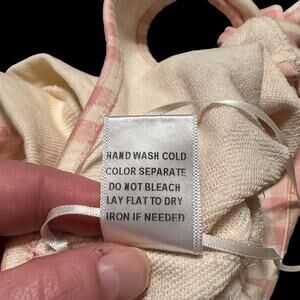 HAND WASH COLD
COLOR SEPARATE
DO NOT BLEACH
LAY FLAT TO DRY
IRON IF NEEDED